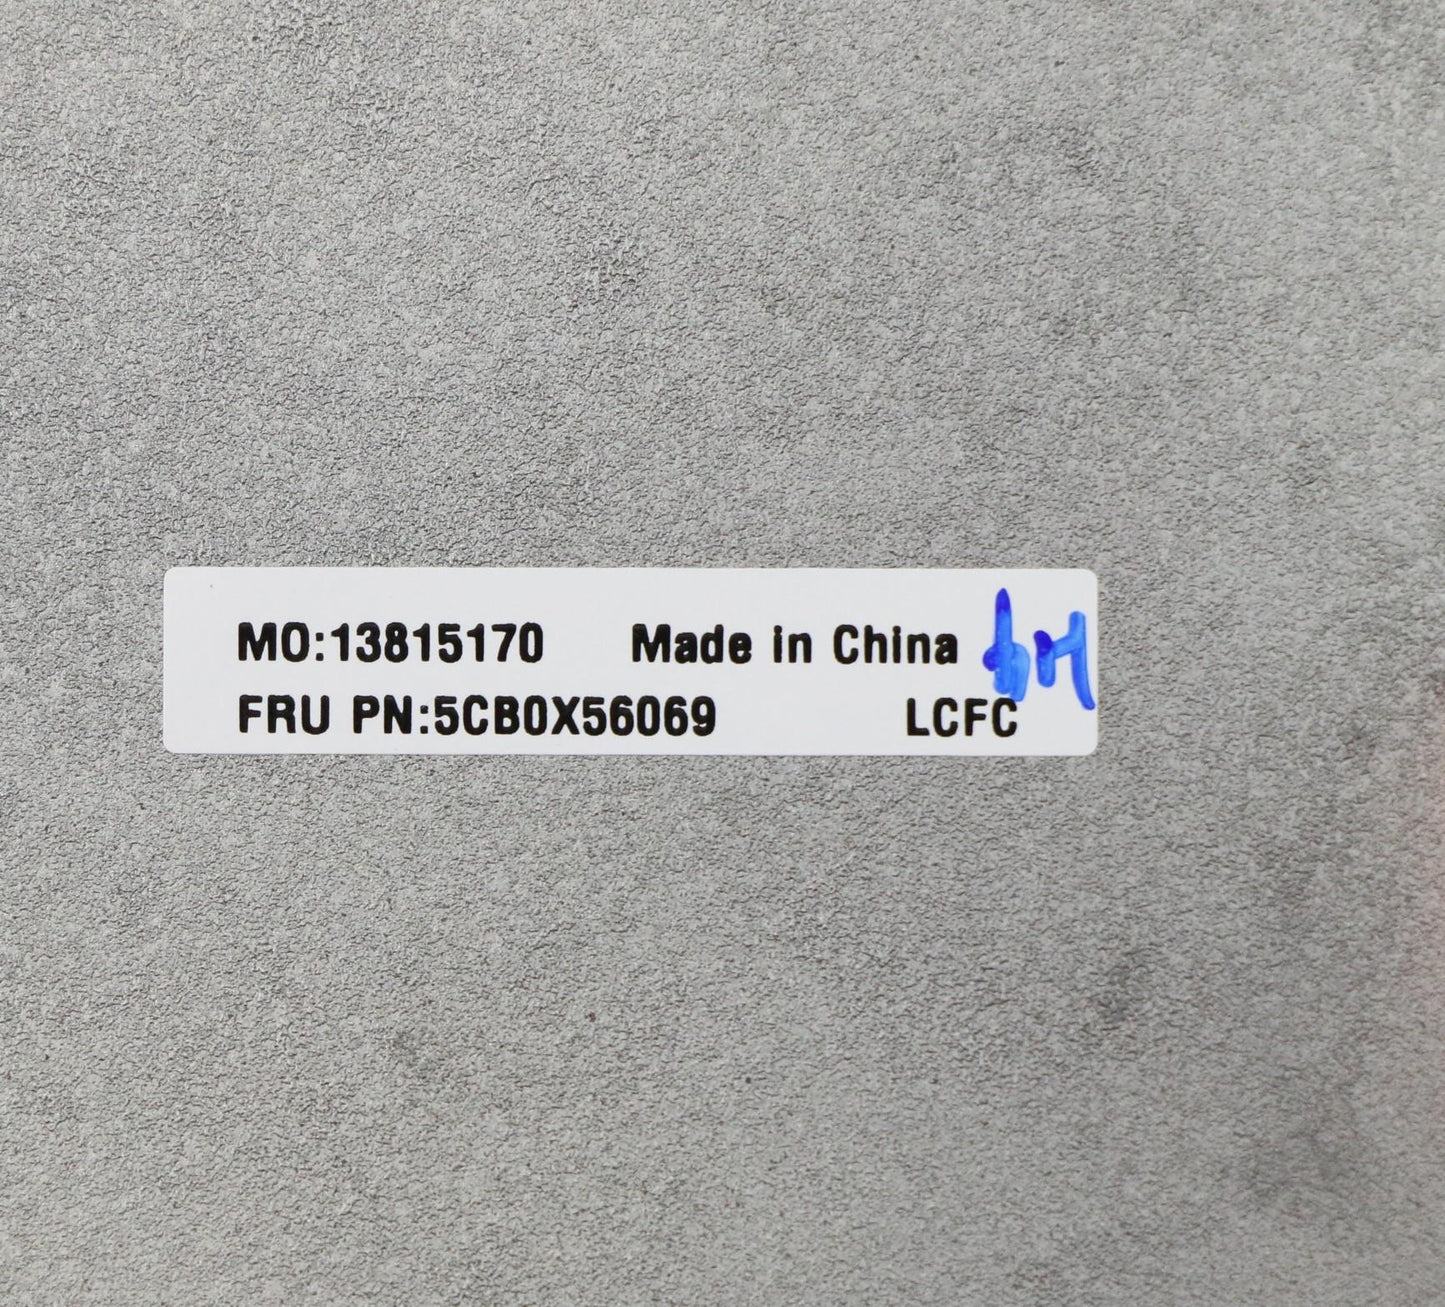 MO:13815170 Made in China
FRU PN:5CB0X56069 LCFC